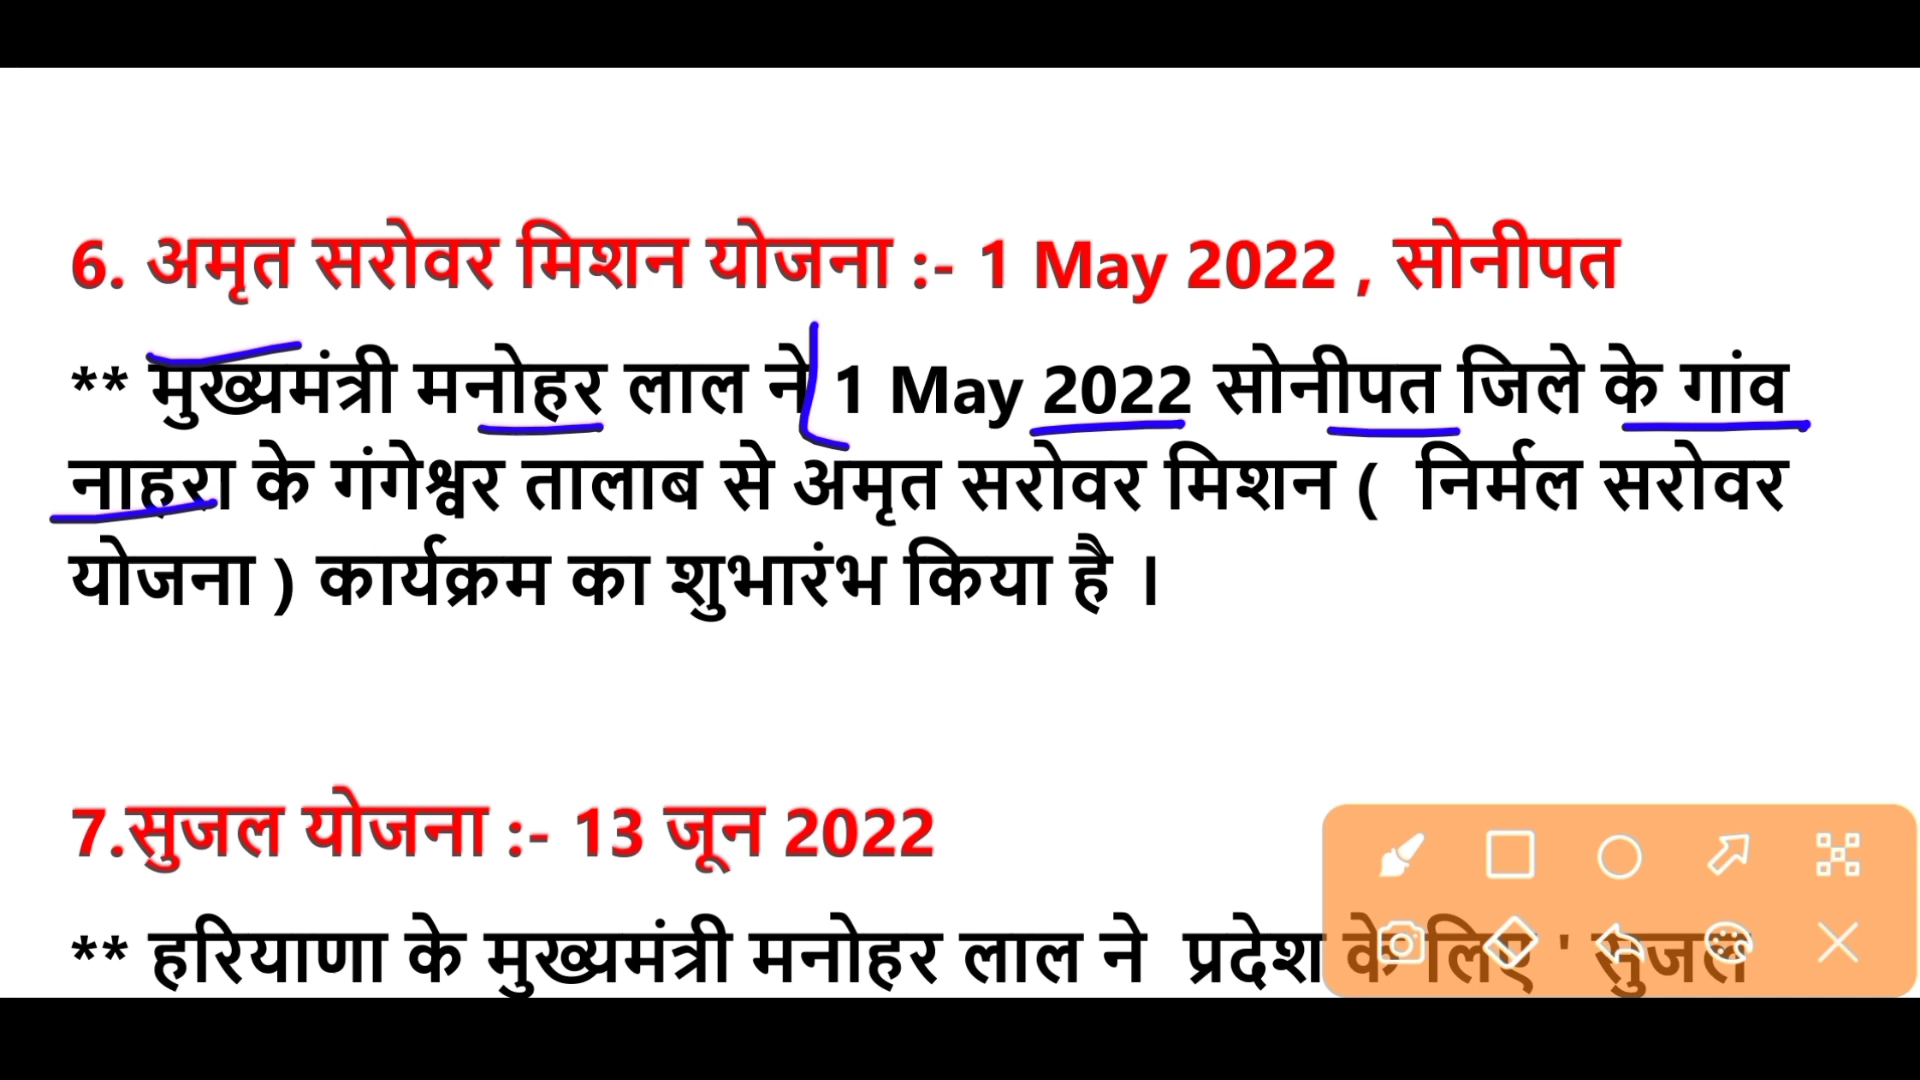 6. अमृत सरोवर मिशन योजना :- 1 May 2022 , सोनीपत
** मुख्यमंत्री मनोहर लाल ने 1 May 2022 सोनीपत जिले के गांव
नाहरा के गंगेश्वर तालाब से अमृत सरोवर मिशन ( निर्मल सरोवर
योजना ) कार्यक्रम का शुभारंभ किया है ।
7.सुजल योजना :- 13 जून 2022
** हरियाणा के मुख्यमंत्री मनोहर लाल ने प्रदेश के लिए ' सुजल